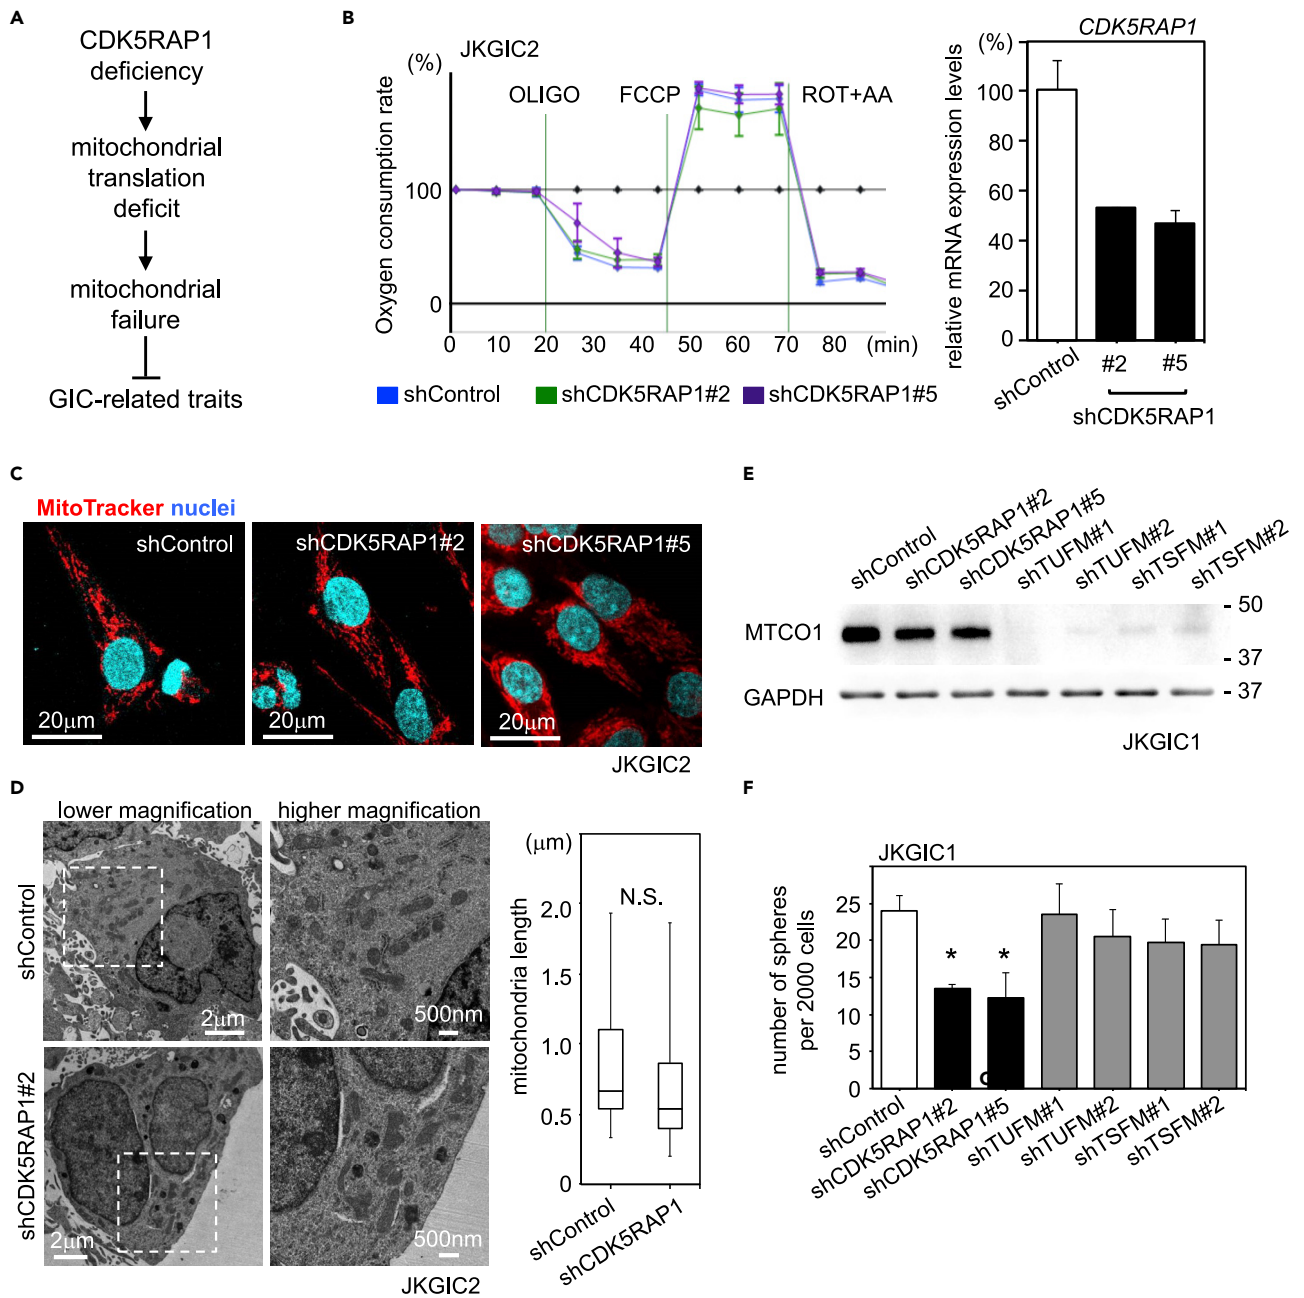 A
CDK5RAP1
deficiency
mitochondrial
translation
deficit
mitochondrial
failure
GIC-related traits
B
JKGIC2
(%)
OLIGO
FCCP
ROT+AA
Oxygen consumption rate
100
0
0 10 20 30 40 50 60 70 (min)
shControl
shCDK5RAP1#2
shCDK5RAP1#5
CDK5RAP1
(%)
relative mRNA expression levels
100
80
60
40
20
0
shControl
#2
#5
shCDK5RAP1
C
MitoTracker nuclei
shControl
shCDK5RAP1#2
shCDK5RAP1#5
20μm
20μm
20μm
JKGIC2
D
lower magnification
higher magnification
shControl
shCDK5RAP1#2
2μm
500nm
2μm
500nm
JKGIC2
(μm)
mitochondria length
2.0
1.5
1.0
0.5
0
N.S.
shControl
shCDK5RAP1
E
shControl
shCDK5RAP1#2
shCDK5RAP1#5
shTUFM#1
shTUFM#2
shTSFM#1
shTSFM#2
MTCO1
GAPDH
- 50
- 37
- 37
JKGIC1
F
JKGIC1
number of spheres
per 2000 cells
25
20
15
10
5
0
*
*
shControl
shCDK5RAP1#2
shCDK5RAP1#5
shTUFM#1
shTUFM#2
shTSFM#1
shTSFM#2